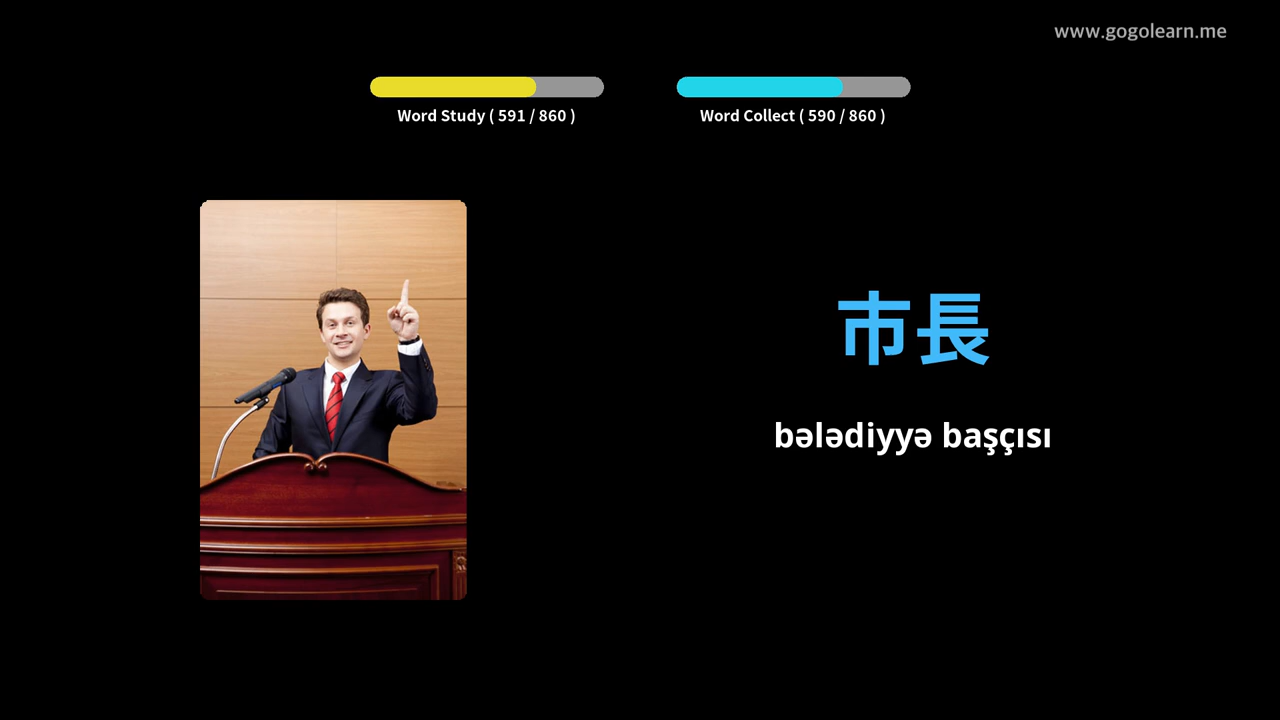 www.gogolearn.me
Word Study ( 591 / 860 )
Word Collect ( 590 / 860 )
市長
bələdiyyə başçısı